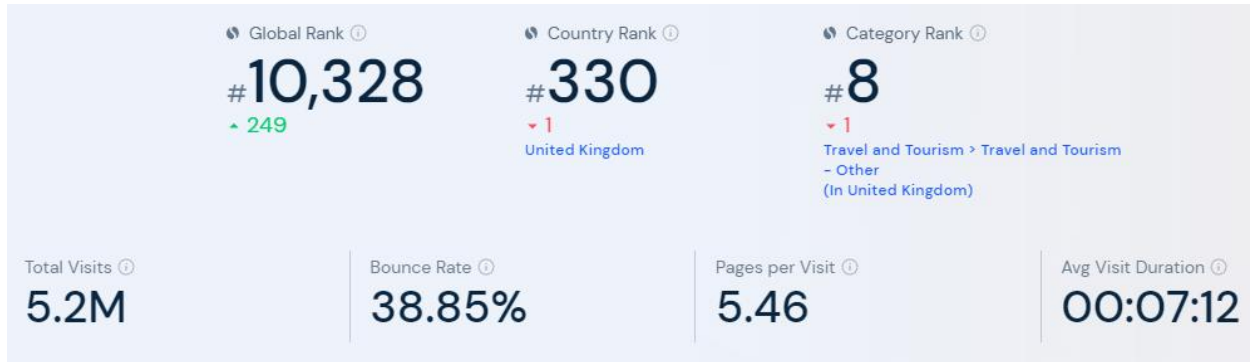 Global Rank
#10,328
249
Country Rank
#330
1
United Kingdom
Category Rank
#8
1
Travel and Tourism > Travel and Tourism
- Other
(In United Kingdom)
Total Visits
5.2M
Bounce Rate
38.85%
Pages per Visit
5.46
Avg Visit Duration
00:07:12